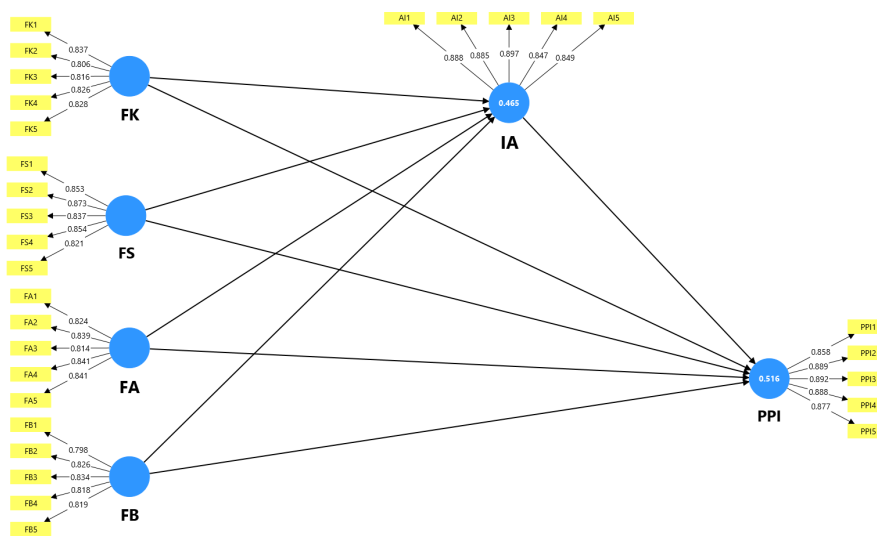 FK1
FK2
FK3
FK4
FK5
0.837
0.806
0.816
0.826
0.828
FK
AI1
AI2
AI3
AI4
AI5
0.888
0.885
0.897
0.847
0.849
0.465
IA
FS1
FS2
FS3
FS4
FS5
0.853
0.873
0.837
0.854
0.821
FS
FA1
FA2
FA3
FA4
FA5
0.824
0.839
0.814
0.841
0.841
FA
PPI1
PPI2
PPI3
PPI4
PPI5
0.858
0.889
0.892
0.888
0.877
0.516
PPI
FB1
FB2
FB3
FB4
FB5
0.798
0.826
0.834
0.818
0.819
FB